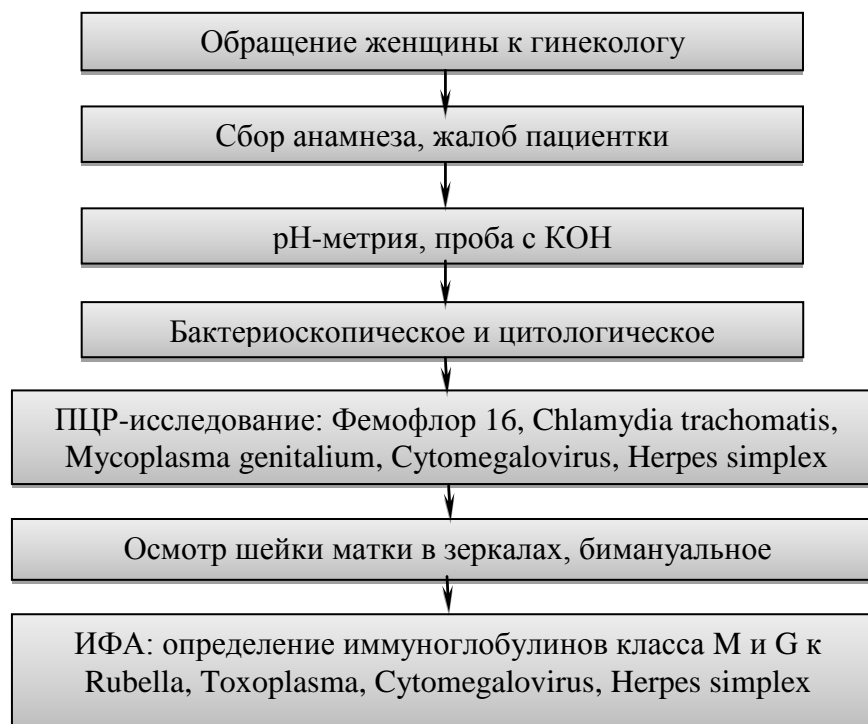 Обращение женщины к гинекологу
Сбор анамнеза, жалоб пациентки
pH-метрия, проба с КОН
Бактериоскопическое и цитологическое
ПЦР-исследование: Фемофлор 16, Chlamydia trachomatis,
Mycoplasma genitalium, Cytomegalovirus, Herpes simplex
Осмотр шейки матки в зеркалах, бимануальное
ИФА: определение иммуноглобулинов класса M и G к
Rubella, Toxoplasma, Cytomegalovirus, Herpes simplex